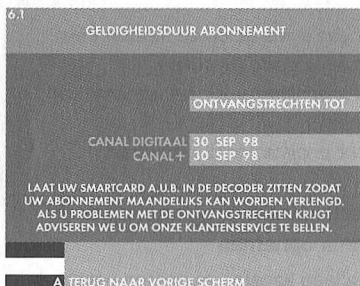 6.1
GELDIGHEIDSDUUR ABONNEMENT
ONTVANGSTRECHTEN TOT
CANAL DIGITAAL 30 SEP 98
CANAL+ 30 SEP 98
LAAT UW SMARTCARD A.U.B. IN DE DECODER ZITTEN ZODAT
UW ABONNEMENT MAANDELIJKS KAN WORDEN VERLENGD.
ALS U PROBLEMEN MET DE ONTVANGSTRECHTEN KRIJGT
ADVISEREN WE U OM ONZE KLANTENSERVICE TE BELLEN.
A TERUG NAAR VORIGE SCHERM